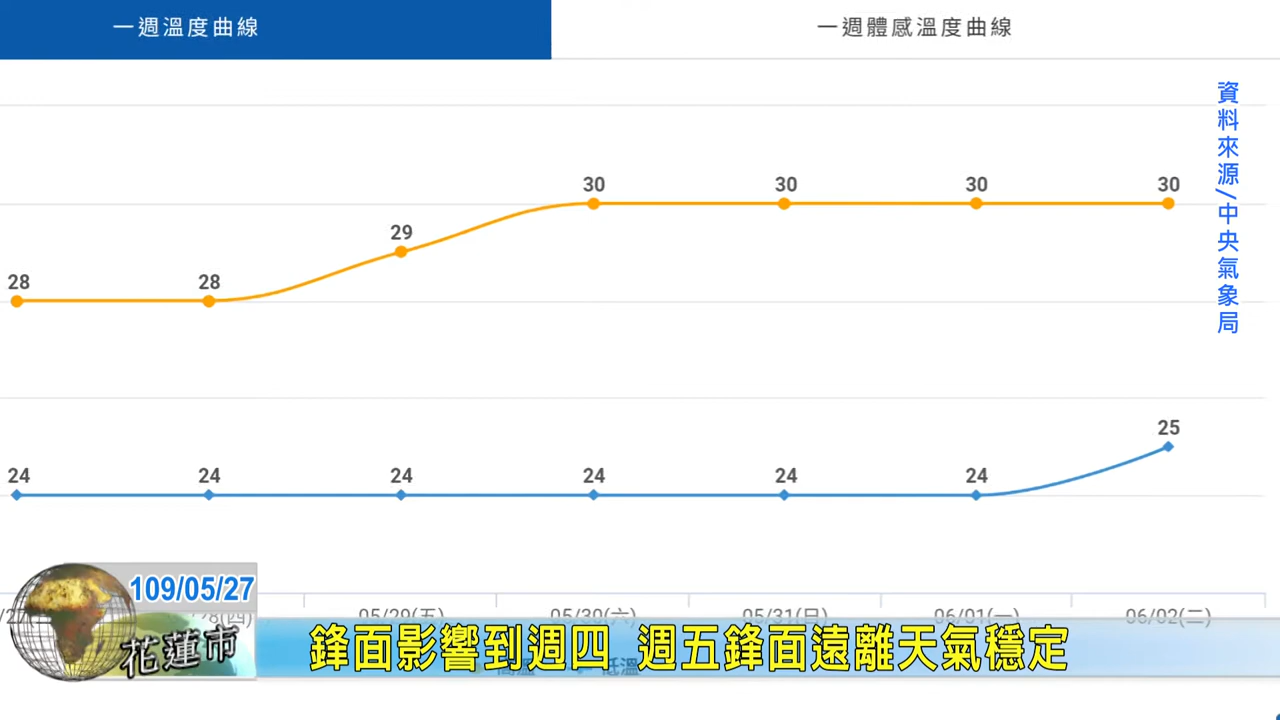 一週溫度曲線
一週體感溫度曲線
資料來源/中央氣象局
30 30 30 30
29
28 28
25
24 24 24 24 24 24
109/05/27
05/29(五) 05/30(六) 05/31(日) 06/01(一) 06/02(二)
花蓮市
鋒面影響到週四 週五鋒面遠離天氣穩定